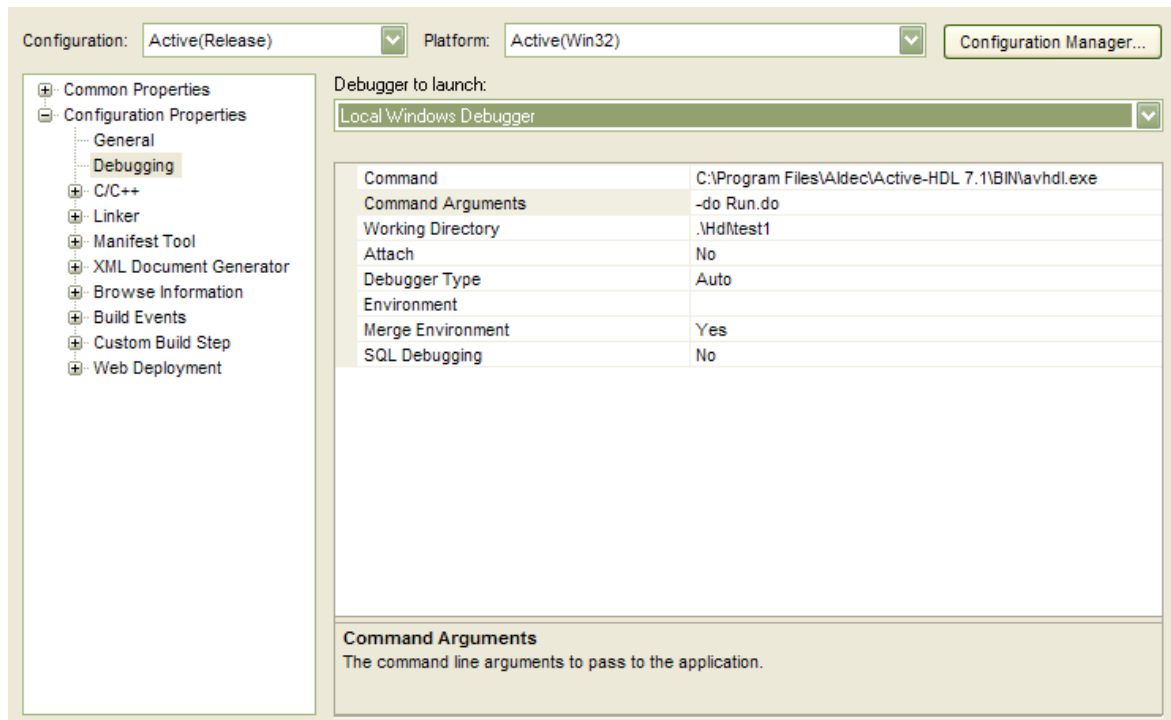 Configuration: Active(Release) Platform: Active(Win32) Configuration Manager...
Common Properties
Configuration Properties
General
Debugging
C/C++
Linker
Manifest Tool
XML Document Generator
Browse Information
Build Events
Custom Build Step
Web Deployment
Debugger to launch:
Local Windows Debugger
Command C:\Program Files\Aldec\Active-HDL 7.1\BIN\avhdl.exe
Command Arguments -do Run.do
Working Directory .\Hdl\test1
Attach No
Debugger Type Auto
Environment
Merge Environment Yes
SQL Debugging No
Command Arguments
The command line arguments to pass to the application.